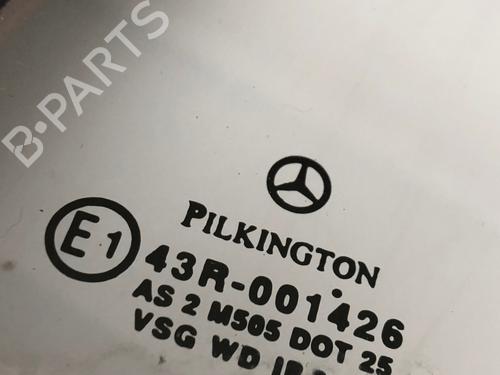 B-PARTS
PILKINGTON
E1
43R-001426
AS 2 M505 DOT 25
VSG WD